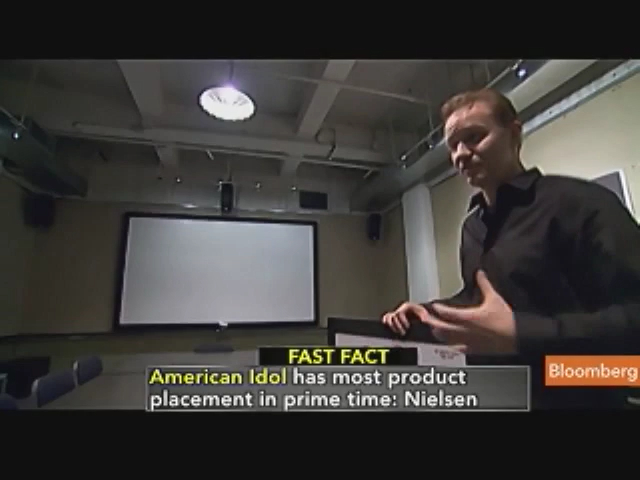 FAST FACT
American Idol has most product
placement in prime time: Nielsen
Bloomberg